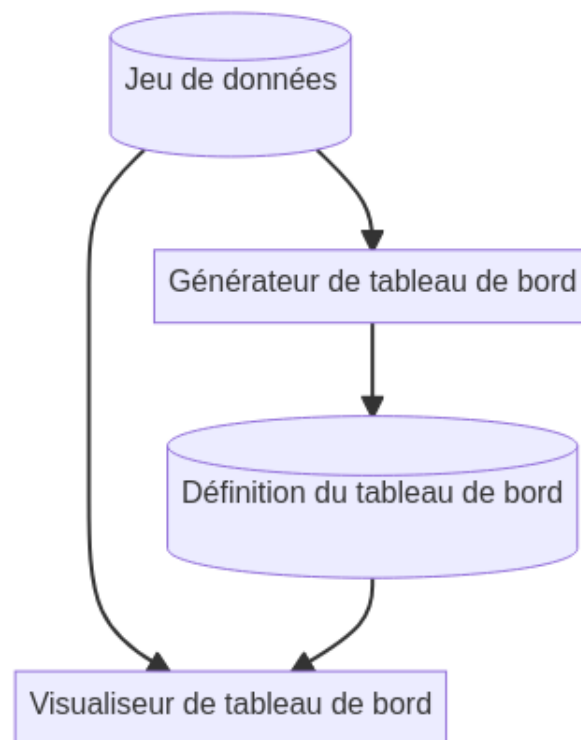 Jeu de données
Générateur de tableau de bord
Définition du tableau de bord
Visualiseur de tableau de bord